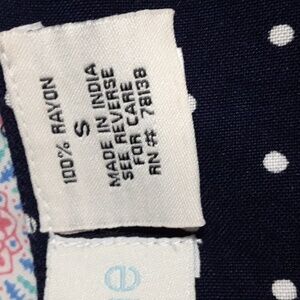 100% RAYON
S
MADE IN INDIA
SEE REVERSE
FOR CARE
RN # 78138
e